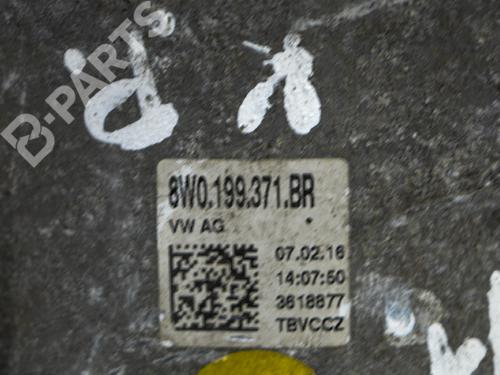 B-PARTS
8W0.199.371.BR
VW AG
07.02.16
14:07:50
3618877
TBVCCZ